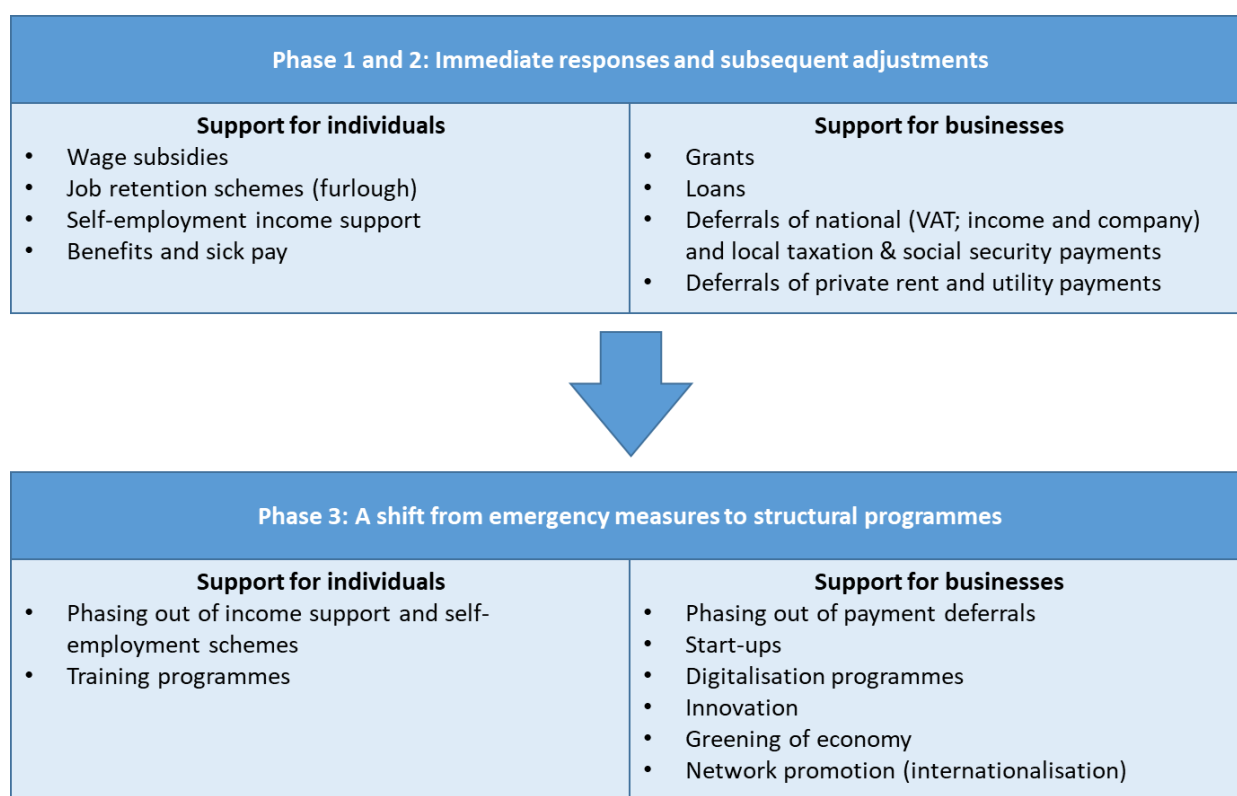 Phase 1 and 2: Immediate responses and subsequent adjustments
Support for individuals
• Wage subsidies
• Job retention schemes (furlough)
• Self-employment income support
• Benefits and sick pay
Support for businesses
• Grants
• Loans
• Deferrals of national (VAT; income and company)
and local taxation & social security payments
• Deferrals of private rent and utility payments
Phase 3: A shift from emergency measures to structural programmes
Support for individuals
• Phasing out of income support and self-
employment schemes
• Training programmes
Support for businesses
• Phasing out of payment deferrals
• Start-ups
• Digitalisation programmes
• Innovation
• Greening of economy
• Network promotion (internationalisation)